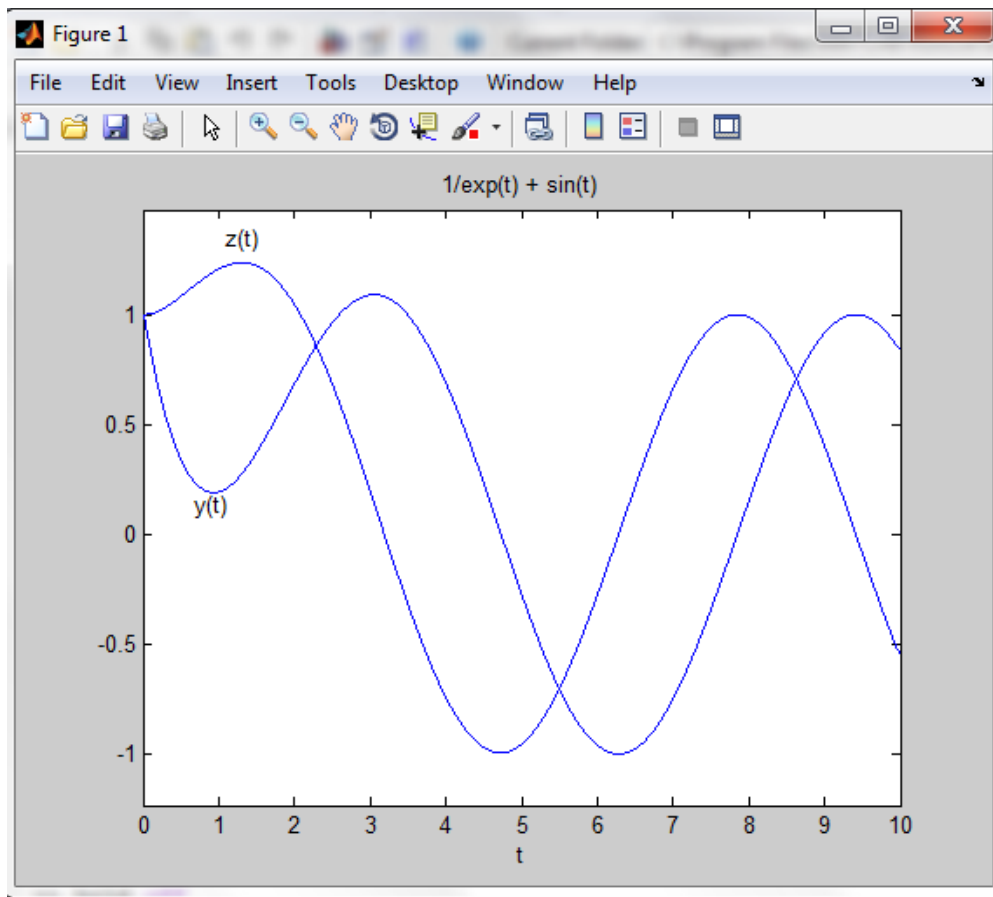 Figure 1
File Edit View Insert Tools Desktop Window Help
1/exp(t) + sin(t)
z(t)
1
0.5
y(t)
0
-0.5
-1
0 1 2 3 4 5 6 7 8 9 10
t